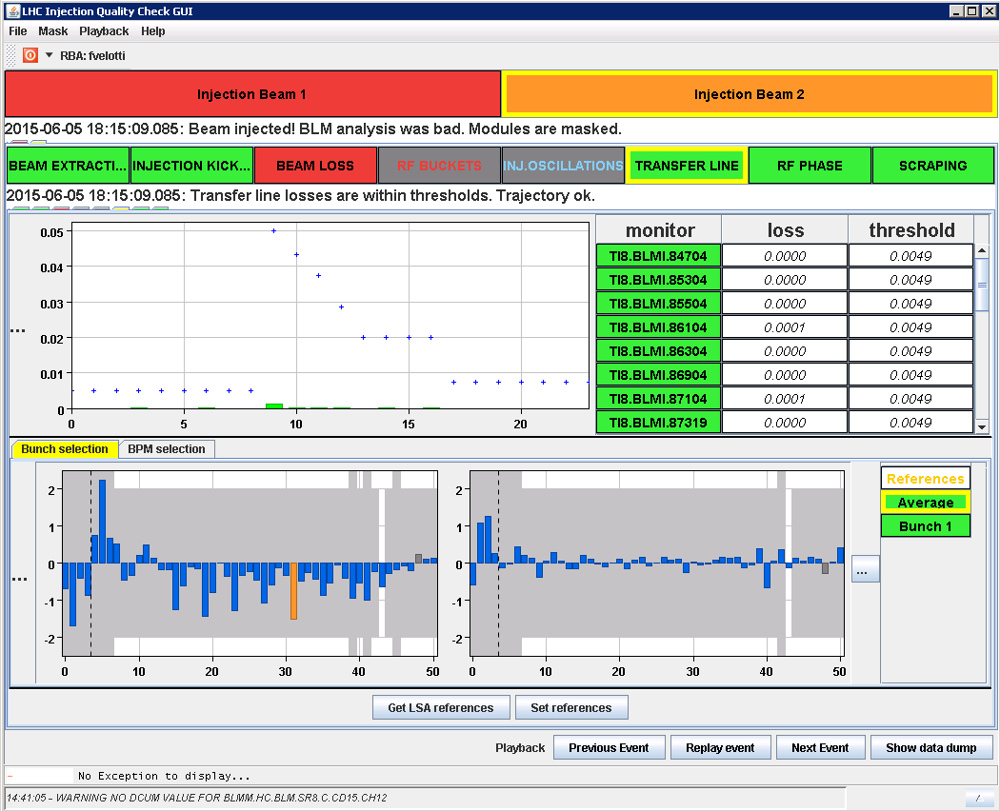 LHC Injection Quality Check GUI
File Mask Playback Help
RBA: fvelotti
Injection Beam 1 Injection Beam 2
2015-06-05 18:15:09.085: Beam injected! BLM analysis was bad. Modules are masked.
BEAM EXTRACTI... INJECTION KICK... BEAM LOSS RF BUCKETS INJ.OSCILLATIONS TRANSFER LINE RF PHASE SCRAPING
2015-06-05 18:15:09.085: Transfer line losses are within thresholds. Trajectory ok.
0.05
0.04
0.03
0.02
0.01
0
0 5 10 15 20
...
monitor loss threshold
TI8.BLMI.84704 0.0000 0.0049
TI8.BLMI.85304 0.0000 0.0049
TI8.BLMI.85504 0.0000 0.0049
TI8.BLMI.86104 0.0001 0.0049
TI8.BLMI.86304 0.0000 0.0049
TI8.BLMI.86904 0.0000 0.0049
TI8.BLMI.87104 0.0001 0.0049
TI8.BLMI.87319 0.0000 0.0049
Bunch selection BPM selection
...
2
1
0
-1
-2
0 10 20 30 40 50
2
1
0
-1
-2
0 10 20 30 40 50
...
References
Average
Bunch 1
Get LSA references Set references
Playback Previous Event Replay event Next Event Show data dump
- No Exception to display...
14:41:05 - WARNING NO DCUM VALUE FOR BLMM.HC.BLM.SR8.C.CD15.CH12